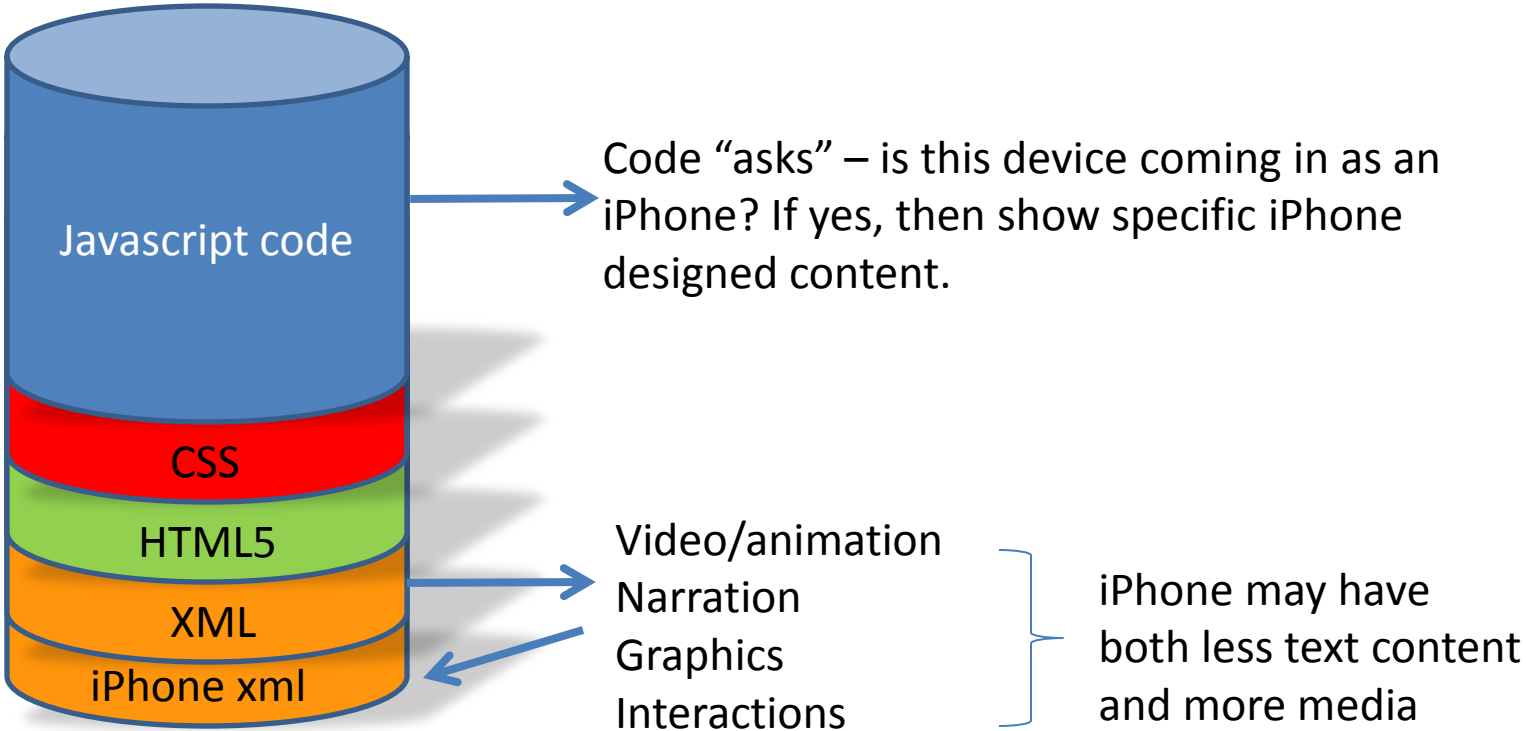 Javascript code
Code “asks” – is this device coming in as an
iPhone? If yes, then show specific iPhone
designed content.
CSS
HTML5
XML
iPhone xml
Video/animation
Narration
Graphics
Interactions
iPhone may have
both less text content
and more media